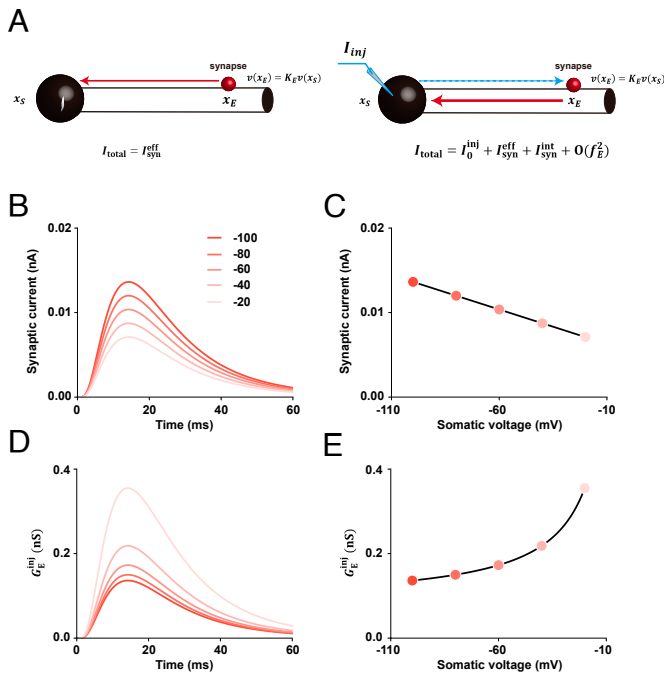 A
synapse
v(x_E) = K_E v(x_S)
x_S
x_E
I_total = I_syn^eff
I_inj
synapse
v(x_E) = K_E v(x_S)
x_S
x_E
I_total = I_0^inj + I_syn^eff + I_syn^int + O(f_E^2)
B
Synaptic current (nA)
0.02
0.01
0.00
0
20
40
60
Time (ms)
-100
-80
-60
-40
-20
C
Synaptic current (nA)
0.02
0.01
0.00
-110
-60
-10
Somatic voltage (mV)
D
G_E^inj (nS)
0.4
0.2
0.0
0
20
40
60
Time (ms)
E
G_E^inj (nS)
0.4
0.2
0.0
-110
-60
-10
Somatic voltage (mV)